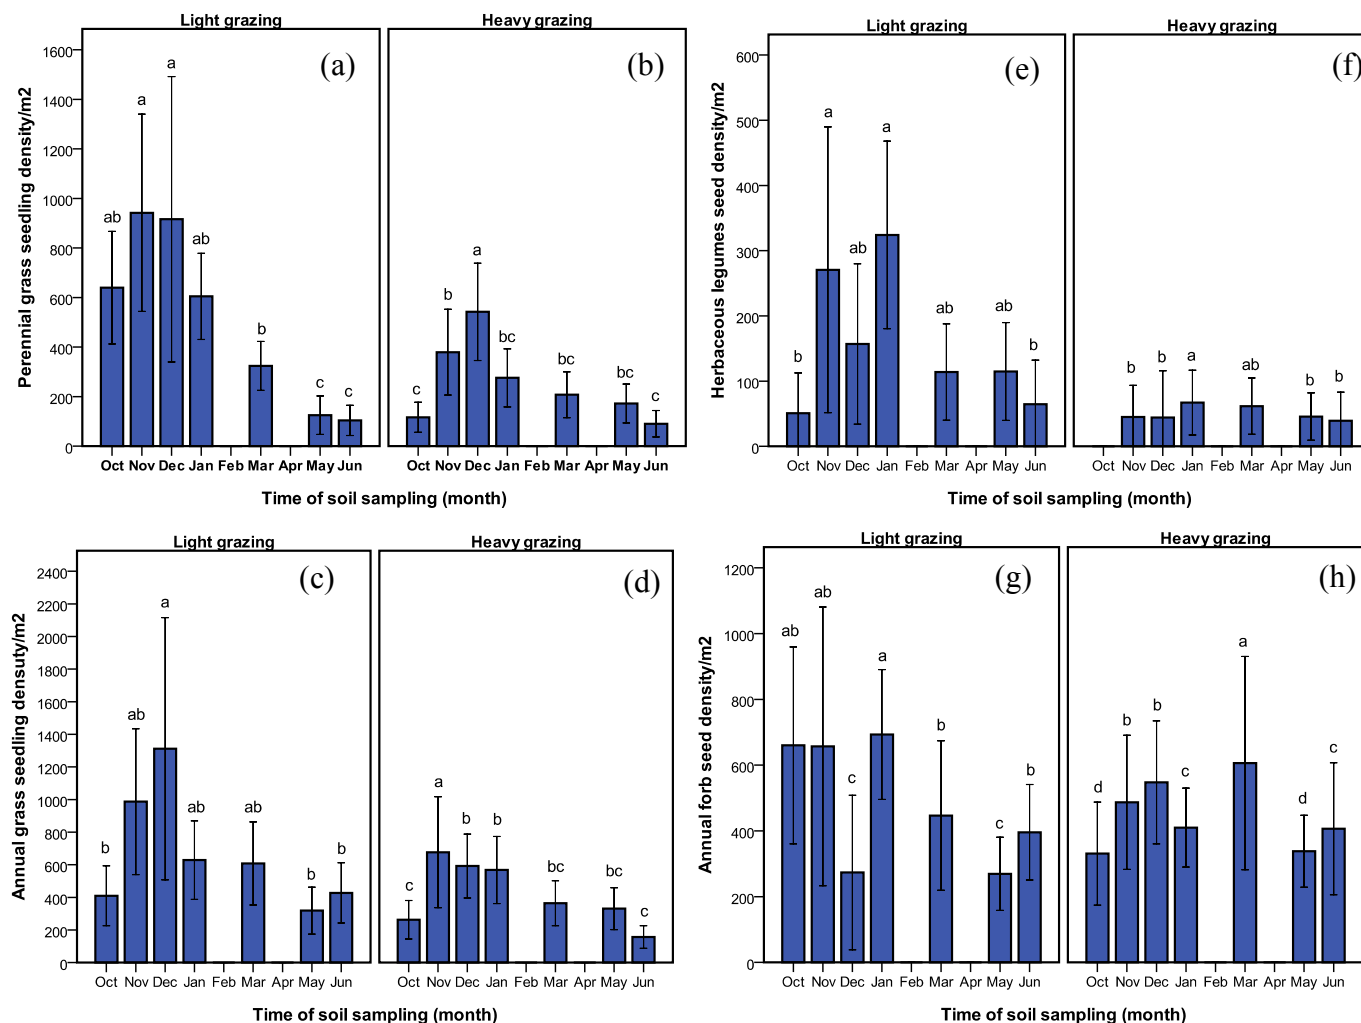 Light grazing
Heavy grazing
(a)
(b)
Perennial grass seedling density/m2
1600
1400
1200
1000
800
600
400
200
0
ab
a
a
ab
b
c
c
c
b
a
bc
bc
bc
c
Oct Nov Dec Jan Feb Mar Apr May Jun
Oct Nov Dec Jan Feb Mar Apr May Jun
Time of soil sampling (month)
Light grazing
Heavy grazing
(e)
(f)
Herbaceous legumes seed density/m2
600
500
400
300
200
100
0
b
a
ab
a
ab
ab
b
b
b
a
ab
b
b
Oct Nov Dec Jan Feb Mar Apr May Jun
Oct Nov Dec Jan Feb Mar Apr May Jun
Time of soil sampling (month)
Light grazing
Heavy grazing
(c)
(d)
Annual grass seedling densuty/m2
2400
2200
2000
1800
1600
1400
1200
1000
800
600
400
200
0
b
ab
a
ab
ab
b
b
c
a
b
b
bc
bc
c
Oct Nov Dec Jan Feb Mar Apr May Jun
Oct Nov Dec Jan Feb Mar Apr May Jun
Time of soil sampling (month)
Light grazing
Heavy grazing
(g)
(h)
Annual forb seed density/m2
1200
1000
800
600
400
200
0
ab
ab
c
a
b
c
b
d
b
b
c
a
d
c
Oct Nov Dec Jan Feb Mar Apr May Jun
Oct Nov Dec Jan Feb Mar Apr May Jun
Time of soil sampling (month)